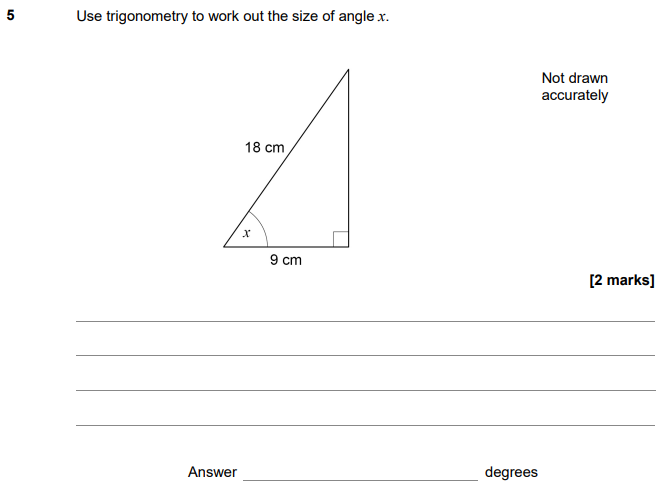 5 Use trigonometry to work out the size of angle x.
Not drawn
accurately
18 cm
x
9 cm
[2 marks]
Answer degrees